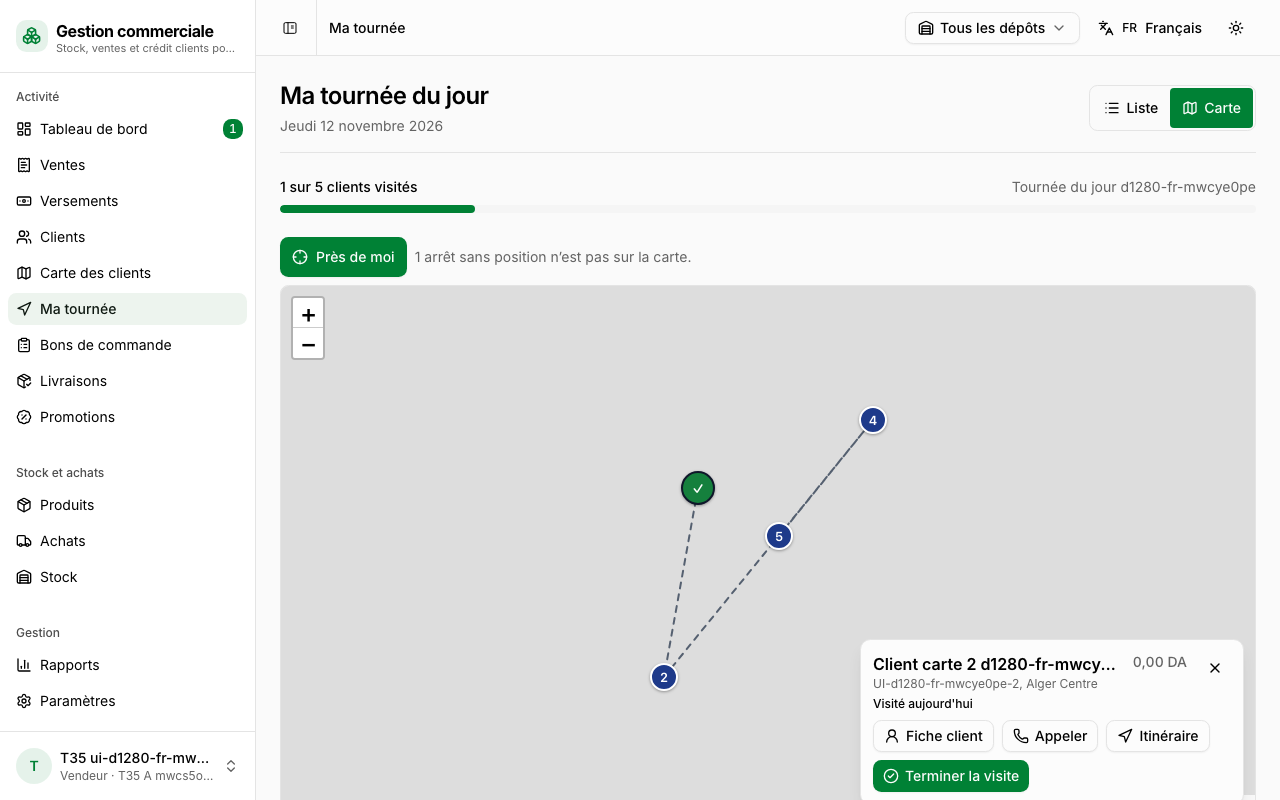 Gestion commerciale
Stock, ventes et crédit clients po...
Ma tournée
Tous les dépôts
FR Français
Activité
Tableau de bord 1
Ventes
Versements
Clients
Carte des clients
Ma tournée
Bons de commande
Livraisons
Promotions
Stock et achats
Produits
Achats
Stock
Gestion
Rapports
Paramètres
T
T35 ui-d1280-fr-mw...
Vendeur · T35 A mwcs5o...
Ma tournée du jour
Jeudi 12 novembre 2026
Liste
Carte
1 sur 5 clients visités
Tournée du jour d1280-fr-mwcye0pe
Près de moi
1 arrêt sans position n’est pas sur la carte.
+
−
4
5
2
Client carte 2 d1280-fr-mwcy... 0,00 DA
UI-d1280-fr-mwcye0pe-2, Alger Centre
Visité aujourd'hui
Fiche client
Appeler
Itinéraire
Terminer la visite